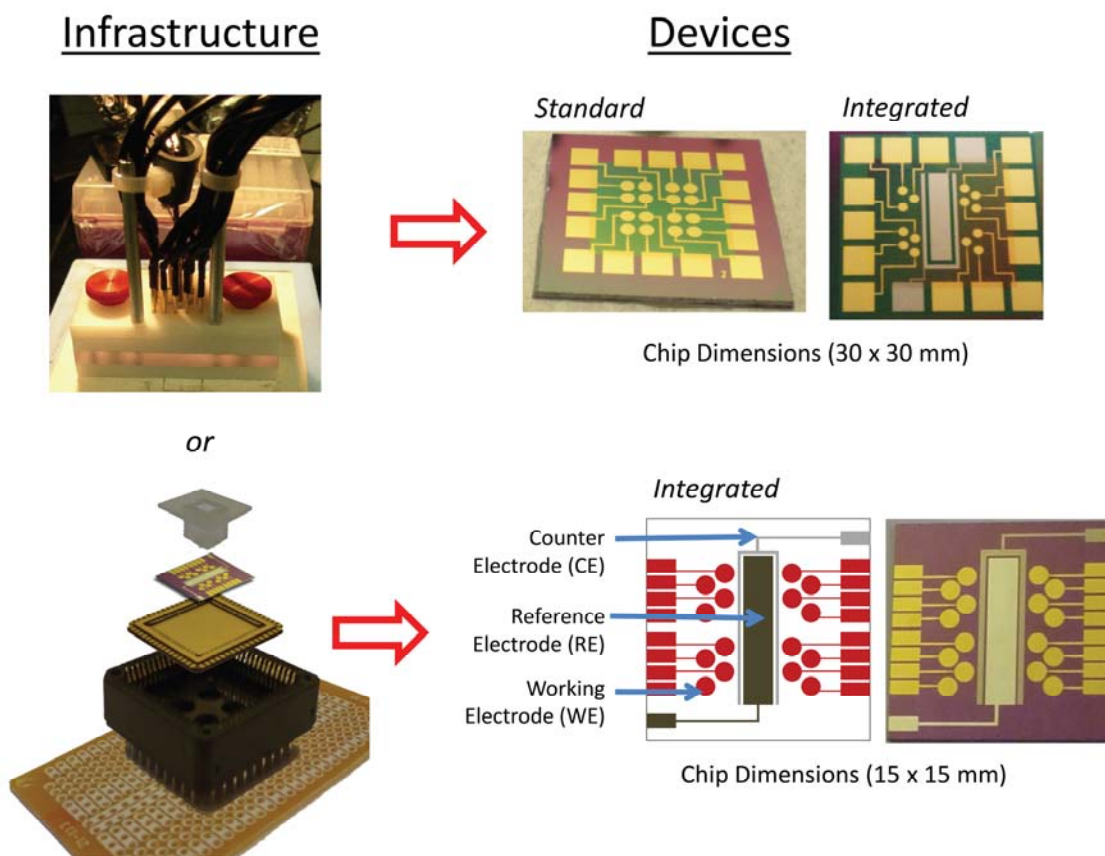 Infrastructure
Devices
Standard
Integrated
Chip Dimensions (30 x 30 mm)
or
Integrated
Counter
Electrode (CE)
Reference
Electrode (RE)
Working
Electrode (WE)
Chip Dimensions (15 x 15 mm)